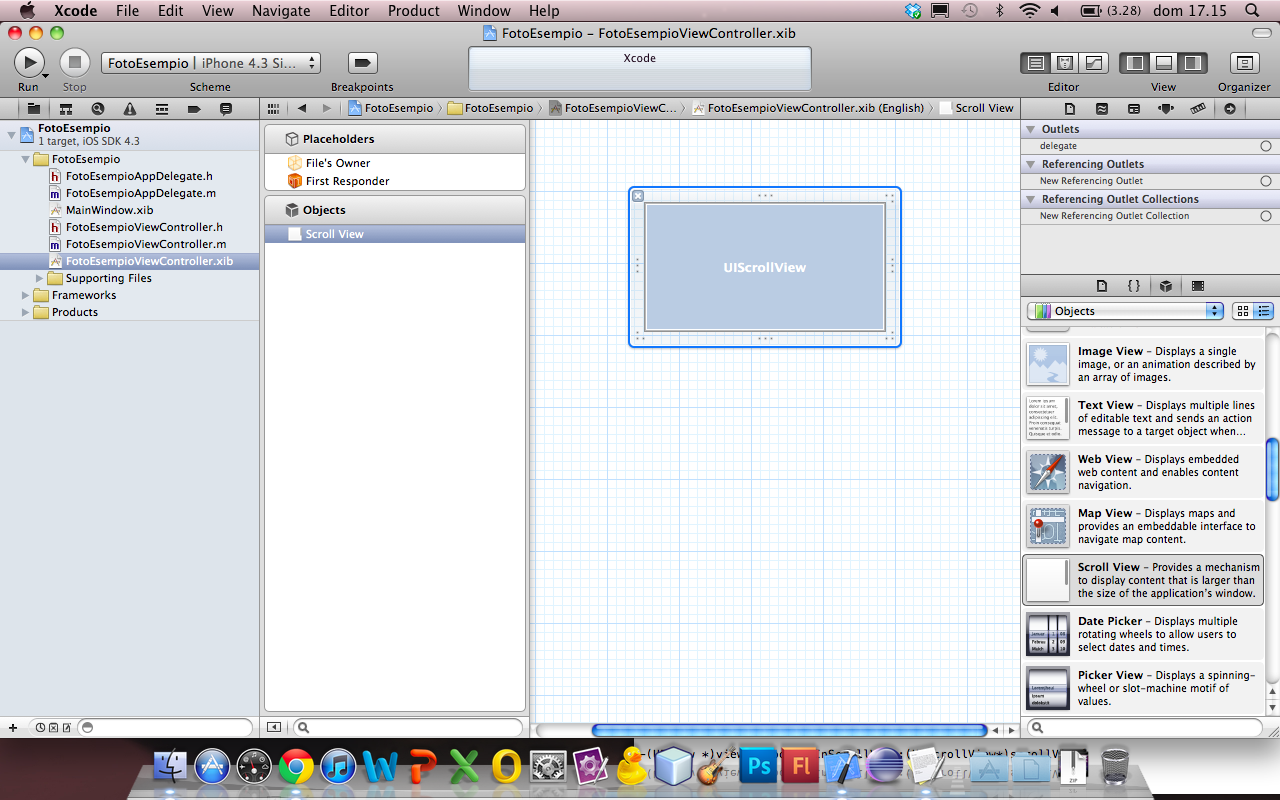 Xcode File Edit View Navigate Editor Product Window Help (3.28) dom 17.15
FotoEsempio – FotoEsempioViewController.xib
FotoEsempio | iPhone 4.3 Si...
Xcode
Run Stop Scheme Breakpoints Editor View Organizer
FotoEsempio FotoEsempio FotoEsempioViewC... FotoEsempioViewController.xib (English) Scroll View
FotoEsempio
1 target, iOS SDK 4.3
FotoEsempio
FotoEsempioAppDelegate.h
FotoEsempioAppDelegate.m
MainWindow.xib
FotoEsempioViewController.h
FotoEsempioViewController.m
FotoEsempioViewController.xib
Supporting Files
Frameworks
Products
Placeholders
File's Owner
First Responder
Objects
Scroll View
UIScrollView
Outlets
delegate
Referencing Outlets
New Referencing Outlet
Referencing Outlet Collections
New Referencing Outlet Collection
Objects
Image View – Displays a single
image, or an animation described by
an array of images.
Text View – Displays multiple lines
of editable text and sends an action
message to a target object when...
Web View – Displays embedded
web content and enables content
navigation.
Map View – Displays maps and
provides an embeddable interface to
navigate map content.
Scroll View – Provides a mechanism
to display content that is larger than
the size of the application's window.
Date Picker – Displays multiple
rotating wheels to allow users to
select dates and times.
Picker View – Displays a spinning-
wheel or slot-machine motif of
values.
Ps
Fl
ZIP